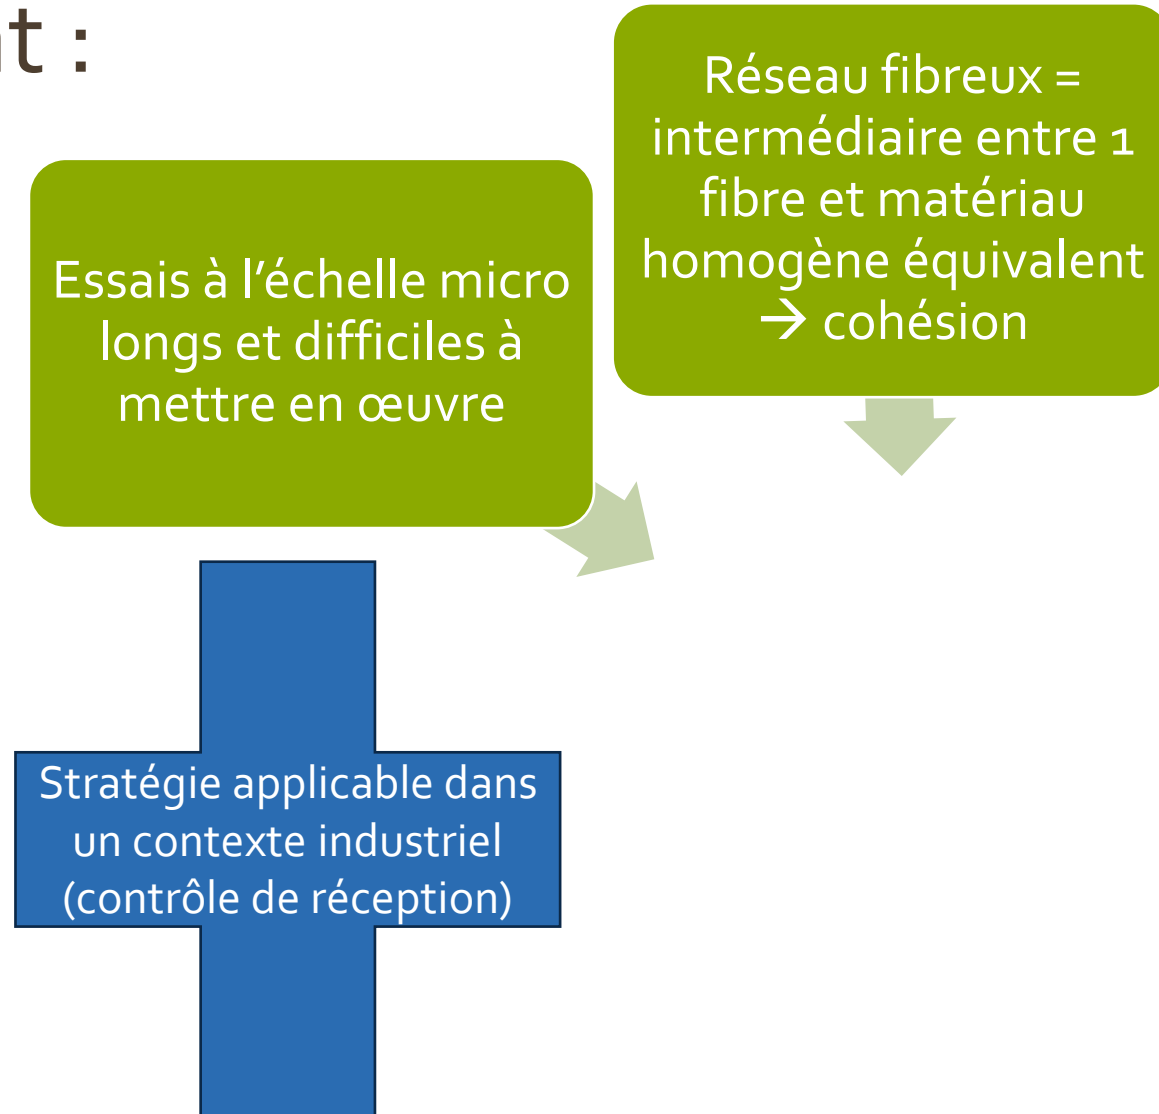 t :
Réseau fibreux =
intermédiaire entre 1
fibre et matériau
homogène équivalent
→ cohésion
Essais à l’échelle micro
longs et difficiles à
mettre en œuvre
Stratégie applicable dans
un contexte industriel
(contrôle de réception)